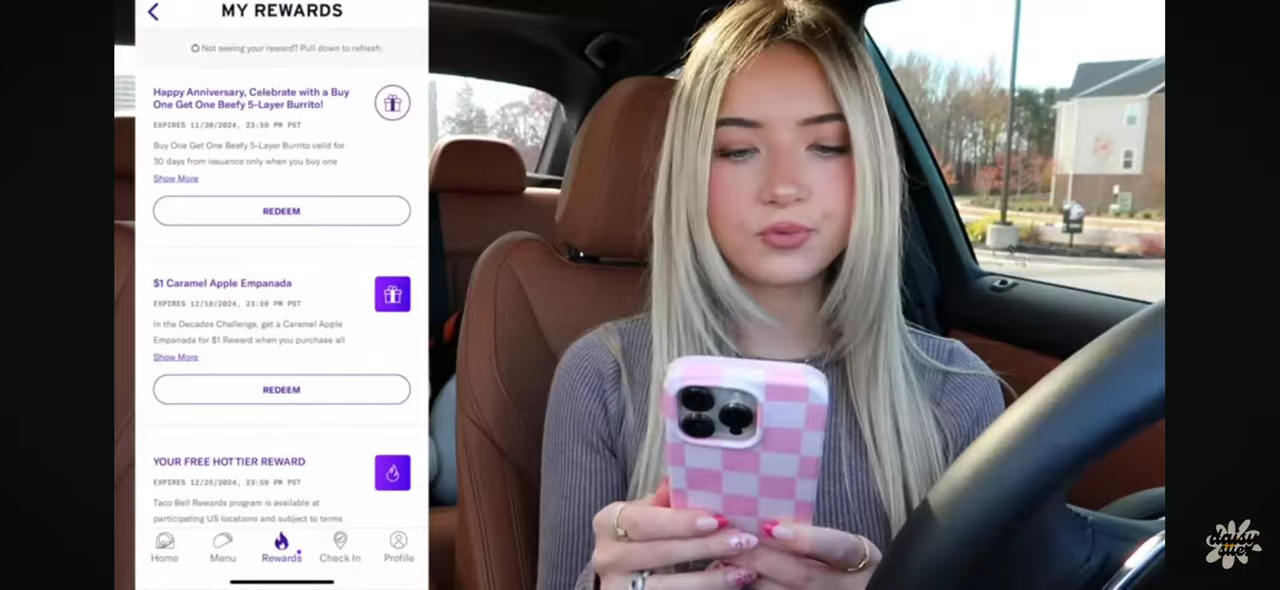 MY REWARDS
Not seeing your reward? Pull down to refresh.
Happy Anniversary, Celebrate with a Buy
One Get One Beefy 5-Layer Burrito!
EXPIRES 11/30/2024, 23:59 PM PST
Buy One Get One Beefy 5-Layer Burrito valid for
30 days from issuance only when you buy one
Show More
REDEEM
$1 Caramel Apple Empanada
EXPIRES 12/18/2024, 23:59 PM PST
In the Decades Challenge, get a Caramel Apple
Empanada for $1 Reward when you purchase all
Show More
REDEEM
YOUR FREE HOT TIER REWARD
EXPIRES 12/25/2024, 23:59 PM PST
Taco Bell Rewards program is available at
participating US locations and subject to terms
Home
Menu
Rewards
Check In
Profile
daisy
suer